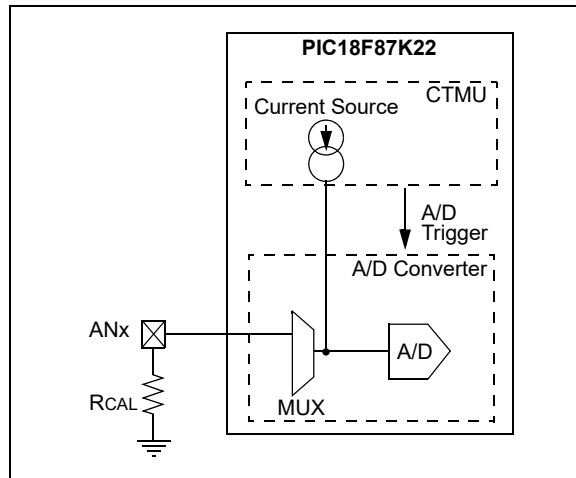 PIC18F87K22
CTMU
Current Source
A/D
Trigger
A/D Converter
ANx
A/D
RCAL
MUX